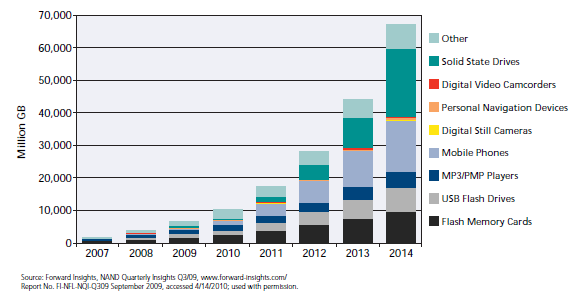 70,000
60,000
50,000
40,000
30,000
20,000
10,000
0
Million GB
2007 2008 2009 2010 2011 2012 2013 2014
Other
Solid State Drives
Digital Video Camcorders
Personal Navigation Devices
Digital Still Cameras
Mobile Phones
MP3/PMP Players
USB Flash Drives
Flash Memory Cards
Source: Forward Insights, NAND Quarterly Insights Q3/09, www.forward-insights.com/
Report No. FI-NFL-NQI-Q309 September 2009, accessed 4/14/2010; used with permission.